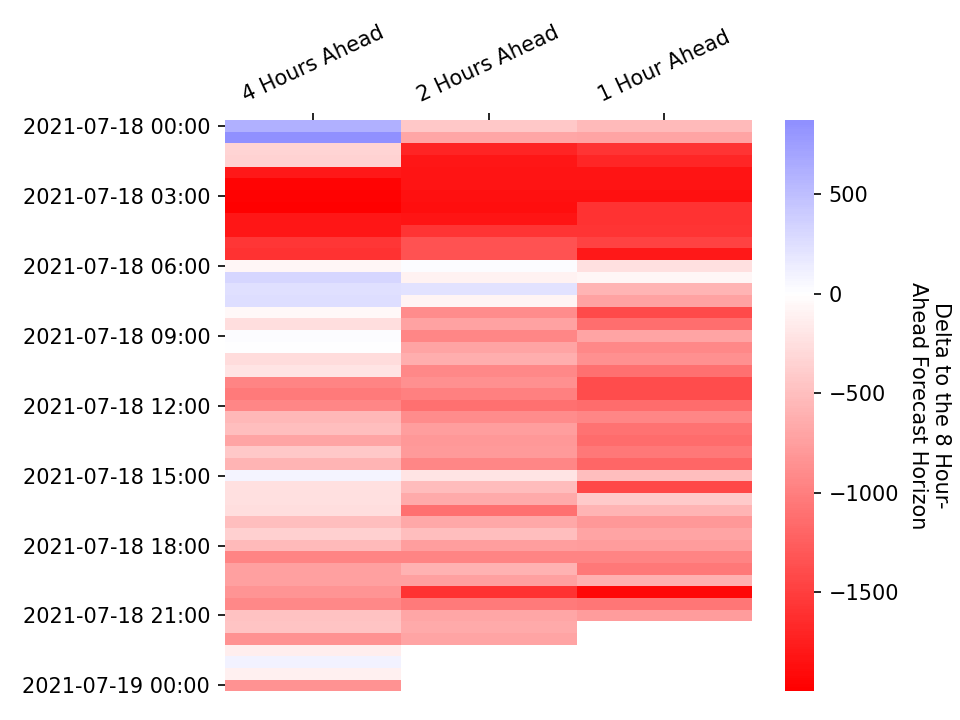 4 Hours Ahead
2 Hours Ahead
1 Hour Ahead
2021-07-18 00:00
2021-07-18 03:00
2021-07-18 06:00
2021-07-18 09:00
2021-07-18 12:00
2021-07-18 15:00
2021-07-18 18:00
2021-07-18 21:00
2021-07-19 00:00
500
0
−500
−1000
−1500
Delta to the 8 Hour-
Ahead Forecast Horizon